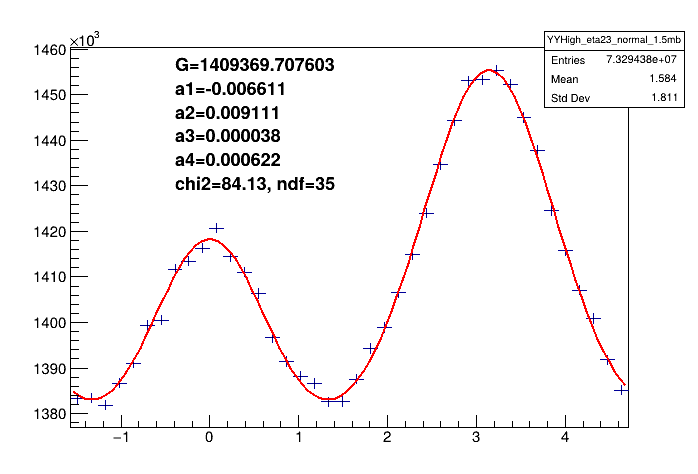 ×10³
YYHigh_eta23_normal_1.5mb
Entries 7.329438e+07
Mean 1.584
Std Dev 1.811
G=1409369.707603
a1=-0.006611
a2=0.009111
a3=0.000038
a4=0.000622
chi2=84.13, ndf=35
1460
1450
1440
1430
1420
1410
1400
1390
1380
−1 0 1 2 3 4